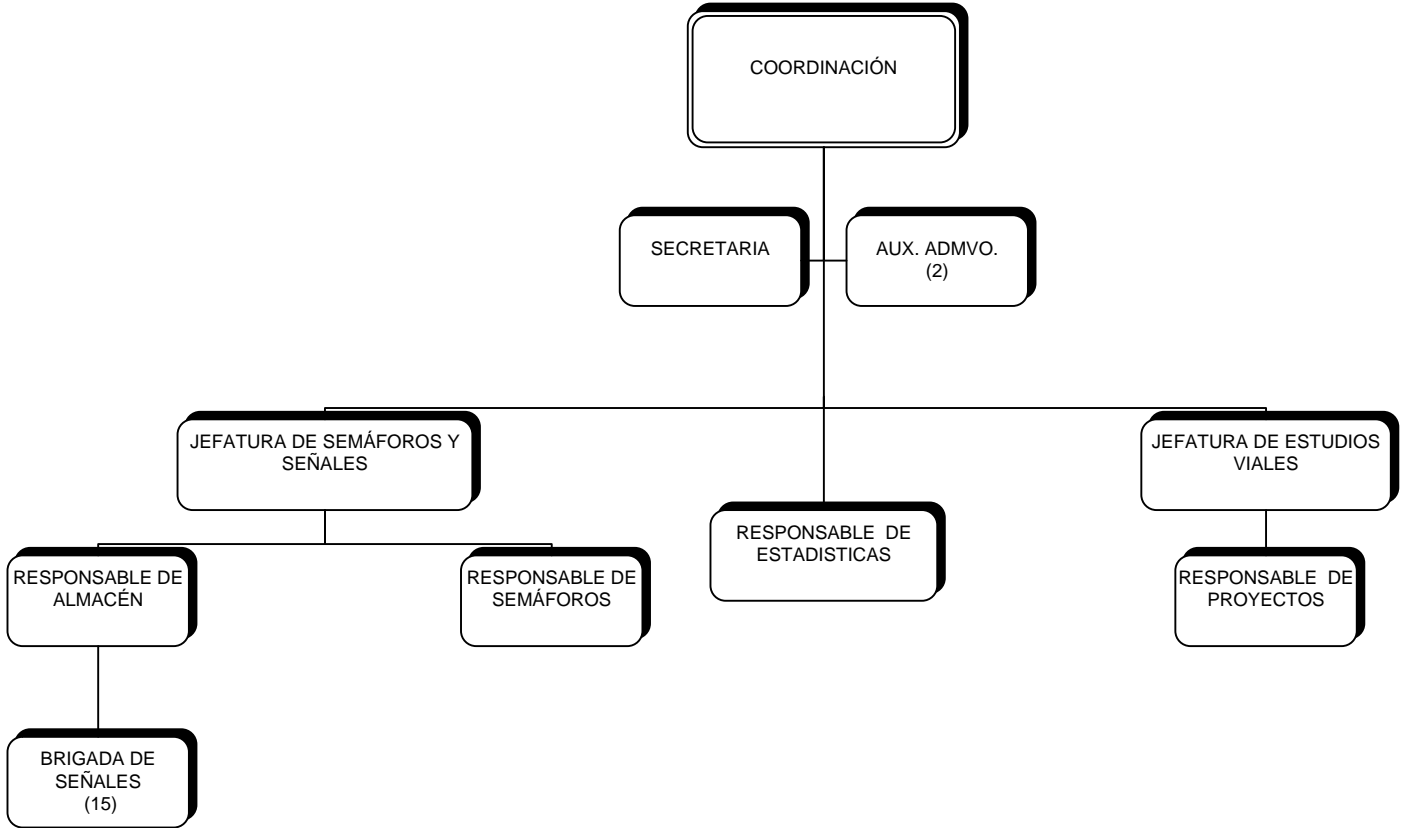 COORDINACIÓN
SECRETARIA
AUX. ADMVO.
(2)
JEFATURA DE SEMÁFOROS Y
SEÑALES
JEFATURA DE ESTUDIOS
VIALES
RESPONSABLE DE
ESTADISTICAS
RESPONSABLE DE
ALMACÉN
RESPONSABLE DE
SEMÁFOROS
RESPONSABLE DE
PROYECTOS
BRIGADA DE
SEÑALES
(15)